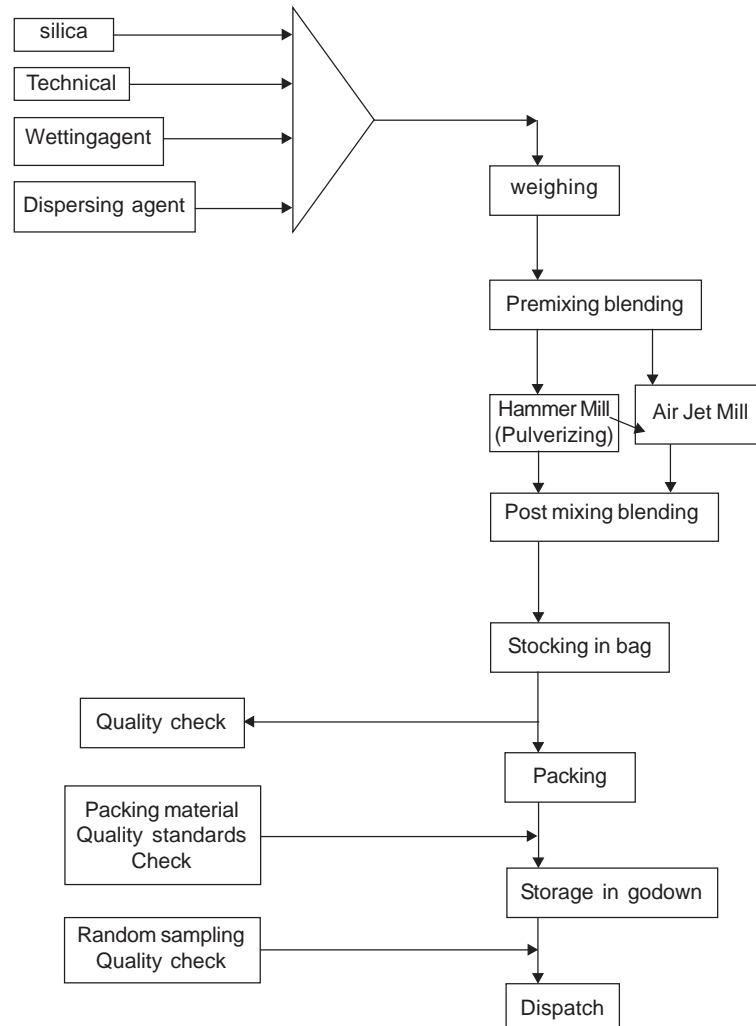 silica
Technical
Wettingagent
Dispersing agent
weighing
Premixing blending
Hammer Mill
(Pulverizing)
Air Jet Mill
Post mixing blending
Stocking in bag
Quality check
Packing
Packing material
Quality standards
Check
Storage in godown
Random sampling
Quality check
Dispatch